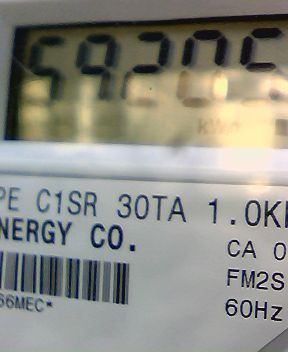 59205
kWh
PE C1SR 30TA 1.0K
NERGY CO.
CA 0
FM2S
66MEC*
60Hz